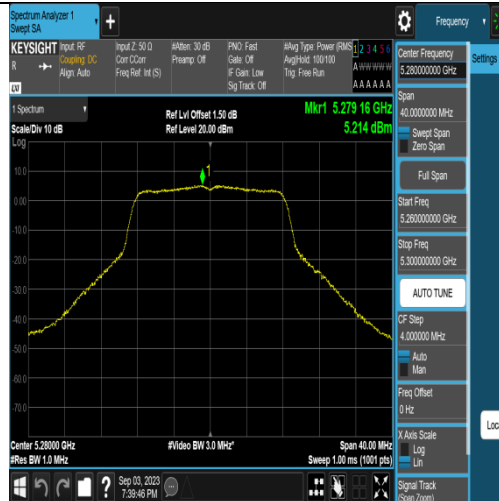 Spectrum Analyzer 1
Swept SA
Frequency
KEYSIGHT
R
Input: RF
Coupling: DC
Align: Auto
Input Z: 50 Ω
Corr CCorr
Freq Ref: Int (S)
#Atten: 30 dB
Preamp: Off
PNO: Fast
Gate: Off
IF Gain: Low
Sig Track: Off
#Avg Type: Power (RMS
Avg|Hold: 100/100
Trig: Free Run
1 2 3 4 5 6
A W W W W W
A A A A A A
1 Spectrum
Scale/Div 10 dB
Log
Ref Lvl Offset 1.50 dB
Ref Level 20.00 dBm
Mkr1 5.279 16 GHz
5.214 dBm
1
10.0
0.00
-10.0
-20.0
-30.0
-40.0
-50.0
-60.0
-70.0
Center 5.28000 GHz
#Res BW 1.0 MHz
#Video BW 3.0 MHz*
Span 40.00 MHz
Sweep 1.00 ms (1001 pts)
Sep 03, 2023
7:39:46 PM
Center Frequency
5.280000000 GHz
Settings
Span
40.0000000 MHz
Swept Span
Zero Span
Full Span
Start Freq
5.260000000 GHz
Stop Freq
5.300000000 GHz
AUTO TUNE
CF Step
4.000000 MHz
Auto
Man
Freq Offset
0 Hz
X Axis Scale
Log
Lin
Loc
Signal Track
(Span Zoom)